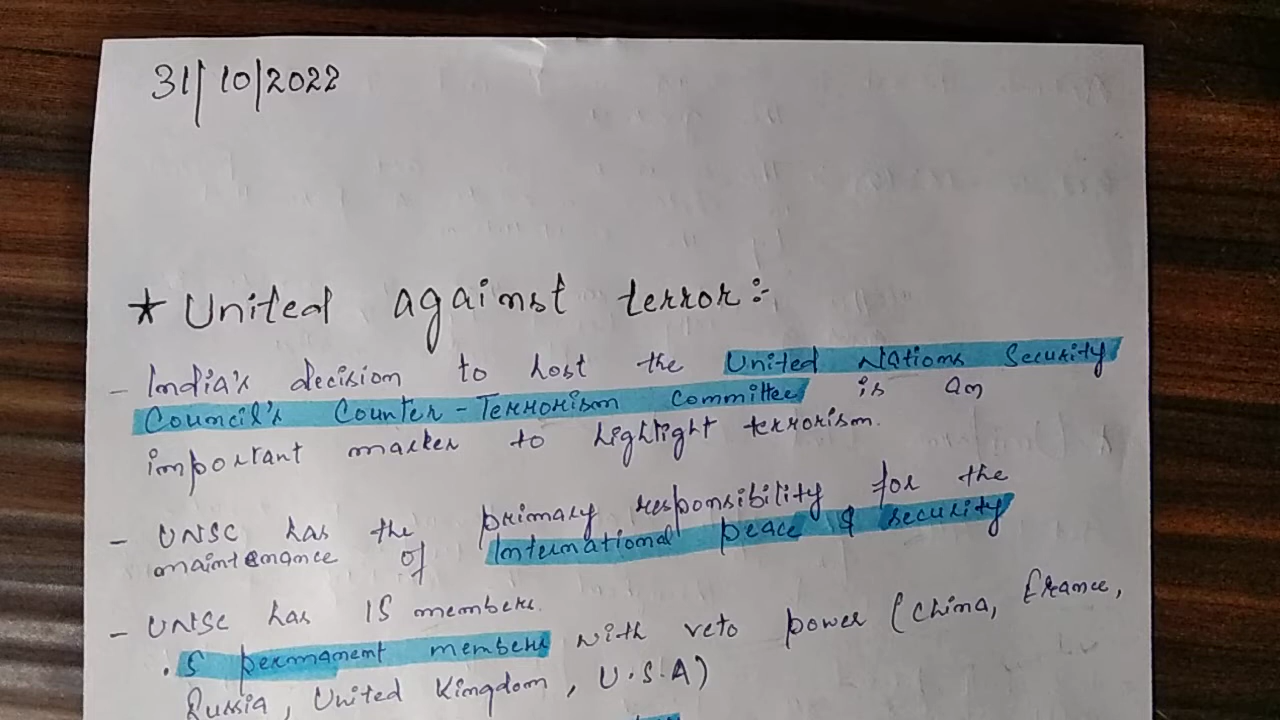 31/10/2022
* United against terror:-
- India's decision to host the United Nations Security
Council's Counter-Terrorism Committee is an
important marker to highlight terrorism.
- UNSC has the primary responsibility for the
maintenance of International peace & security
- UNSC has 15 members.
. 5 permanent members with veto power (China, France,
Russia, United Kingdom, U.S.A)